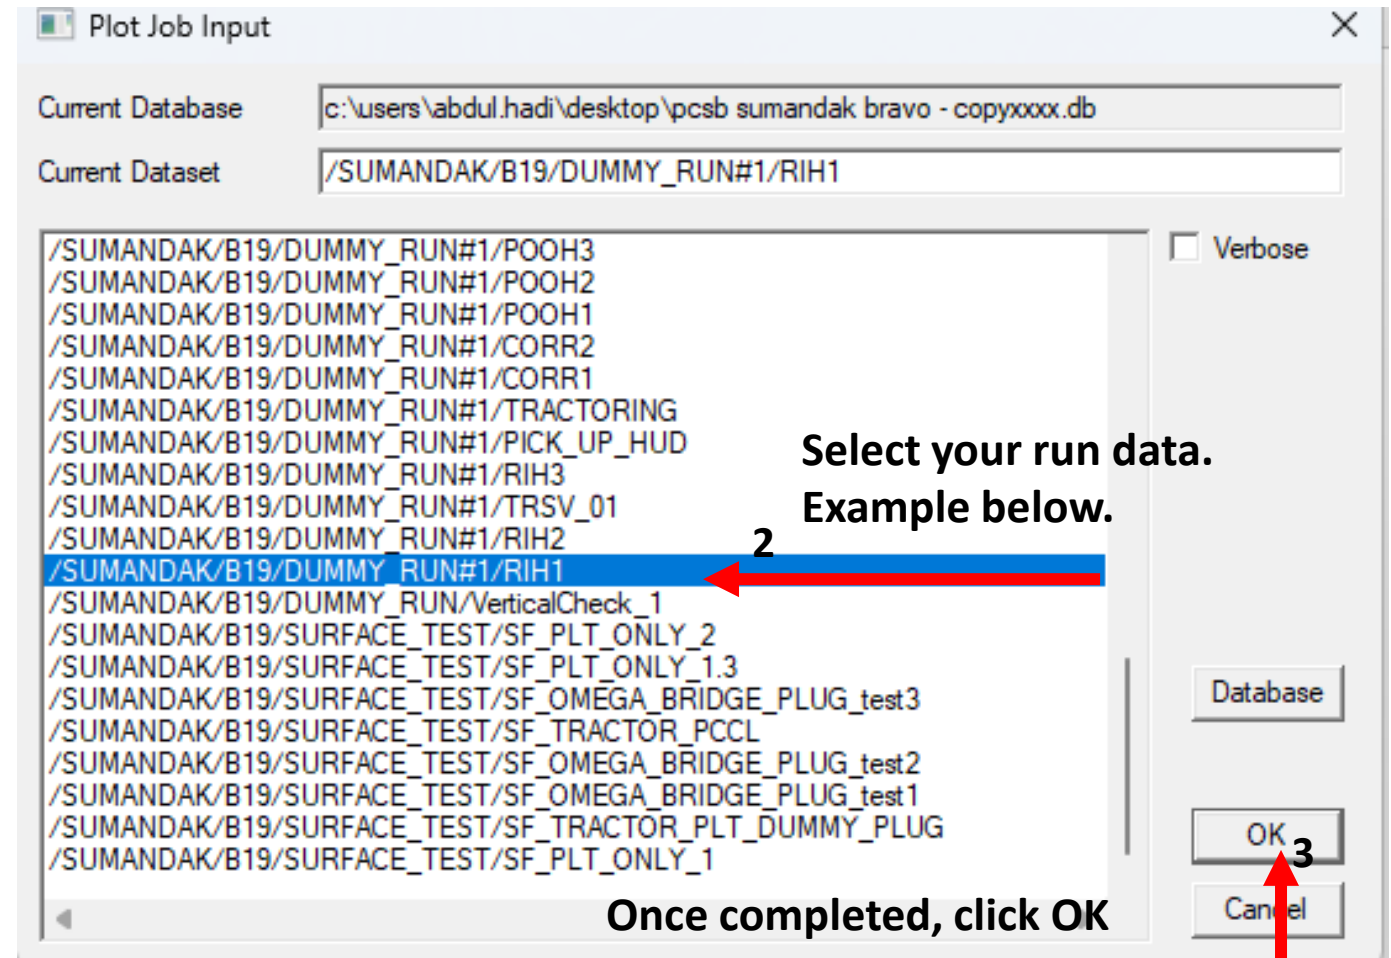 Plot Job Input
Current Database
c:\users\abdul.hadi\desktop\pcsb sumandak bravo - copyxxxx.db
Current Dataset
/SUMANDAK/B19/DUMMY_RUN#1/RIH1
/SUMANDAK/B19/DUMMY_RUN#1/POOH3
/SUMANDAK/B19/DUMMY_RUN#1/POOH2
/SUMANDAK/B19/DUMMY_RUN#1/POOH1
/SUMANDAK/B19/DUMMY_RUN#1/CORR2
/SUMANDAK/B19/DUMMY_RUN#1/CORR1
/SUMANDAK/B19/DUMMY_RUN#1/TRACTORING
/SUMANDAK/B19/DUMMY_RUN#1/PICK_UP_HUD
/SUMANDAK/B19/DUMMY_RUN#1/RIH3
/SUMANDAK/B19/DUMMY_RUN#1/TRSV_01
/SUMANDAK/B19/DUMMY_RUN#1/RIH2
/SUMANDAK/B19/DUMMY_RUN#1/RIH1
/SUMANDAK/B19/DUMMY_RUN/VerticalCheck_1
/SUMANDAK/B19/SURFACE_TEST/SF_PLT_ONLY_2
/SUMANDAK/B19/SURFACE_TEST/SF_PLT_ONLY_1.3
/SUMANDAK/B19/SURFACE_TEST/SF_OMEGA_BRIDGE_PLUG_test3
/SUMANDAK/B19/SURFACE_TEST/SF_TRACTOR_PCCL
/SUMANDAK/B19/SURFACE_TEST/SF_OMEGA_BRIDGE_PLUG_test2
/SUMANDAK/B19/SURFACE_TEST/SF_OMEGA_BRIDGE_PLUG_test1
/SUMANDAK/B19/SURFACE_TEST/SF_TRACTOR_PLT_DUMMY_PLUG
/SUMANDAK/B19/SURFACE_TEST/SF_PLT_ONLY_1
Select your run data.
Example below.
2
Verbose
Database
OK
3
Cancel
Once completed, click OK